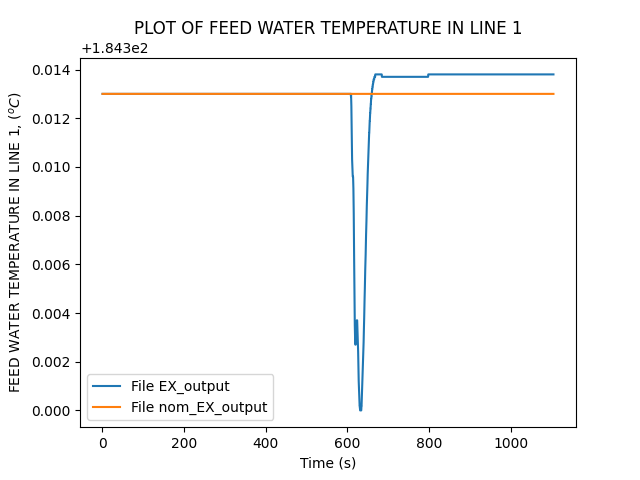 PLOT OF FEED WATER TEMPERATURE IN LINE 1
+1.843e2
0.014
0.012
0.010
0.008
0.006
0.004
0.002
0.000
FEED WATER TEMPERATURE IN LINE 1, (°C)
File EX_output
File nom_EX_output
0 200 400 600 800 1000
Time (s)